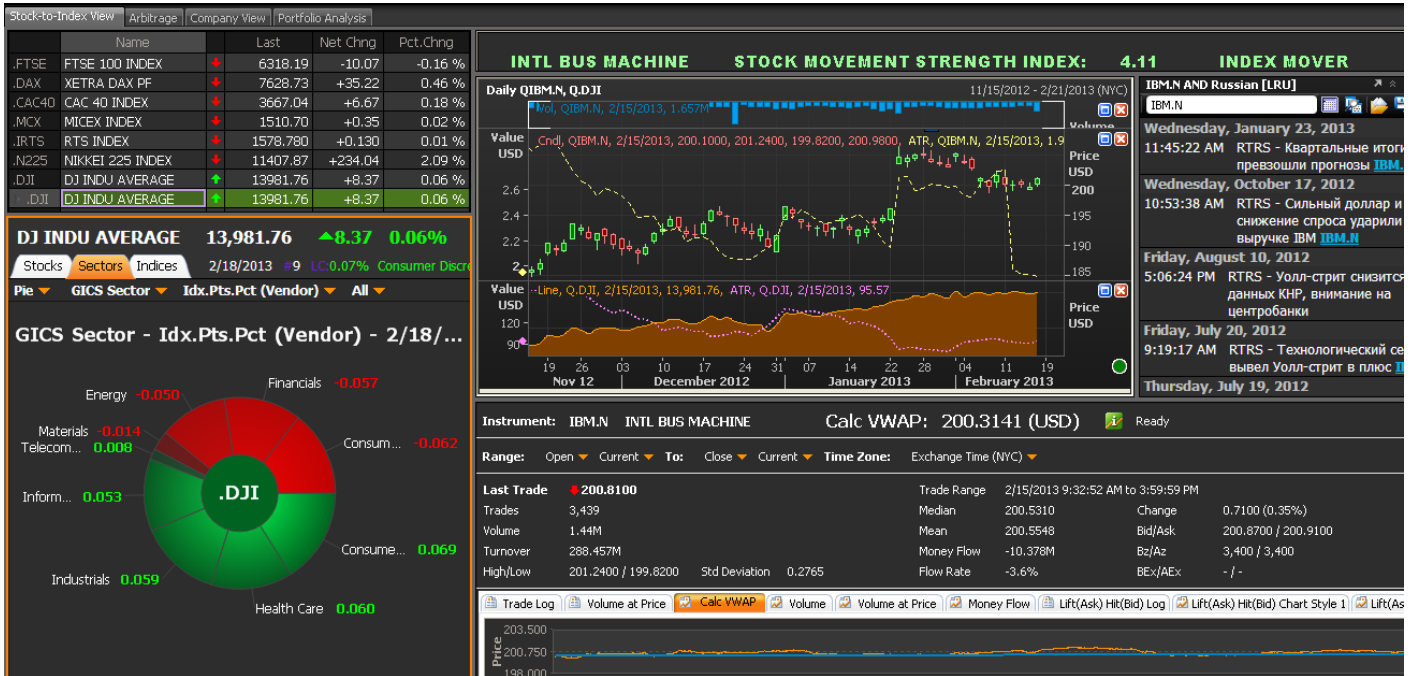 Stock-to-Index View Arbitrage Company View Portfolio Analysis
Name Last Net Chng Pct.Chng
.FTSE FTSE 100 INDEX 6318.19 -10.07 -0.16 %
.DAX XETRA DAX PF 7628.73 +35.22 0.46 %
.CAC40 CAC 40 INDEX 3667.04 +6.67 0.18 %
.MCX MICEX INDEX 1510.70 +0.35 0.02 %
.IRTS RTS INDEX 1578.780 +0.130 0.01 %
.N225 NIKKEI 225 INDEX 11407.87 +234.04 2.09 %
.DJI DJ INDU AVERAGE 13981.76 +8.37 0.06 %
.DJI DJ INDU AVERAGE 13981.76 +8.37 0.06 %
DJ INDU AVERAGE 13,981.76 8.37 0.06%
Stocks Sectors Indices 2/18/2013 #9 LC:0.07% Consumer Discre
Pie GICS Sector Idx.Pts.Pct (Vendor) All
GICS Sector - Idx.Pts.Pct (Vendor) - 2/18/...
Financials -0.057
Energy -0.050
Materials -0.014
Consum... -0.062
Telecom... 0.008
Inform... 0.053
.DJI
Consume... 0.069
Industrials 0.059
Health Care 0.060
INTL BUS MACHINE STOCK MOVEMENT STRENGTH INDEX: 4.11 INDEX MOVER
Daily QIBM.N, Q.DJI 11/15/2012 - 2/21/2013 (NYC)
Vol, QIBM.N, 2/15/2013, 1.657M
Volume
Value Cndl, QIBM.N, 2/15/2013, 200.1000, 201.2400, 199.8200, 200.9800, ATR, QIBM.N, 2/15/2013, 1.9
USD Price
USD
2.6 200
2.4 195
2.2 190
2 185
Value Line, Q.DJI, 2/15/2013, 13,981.76, ATR, Q.DJI, 2/15/2013, 95.57
USD Price
120 USD
90
19 26 03 10 17 24 31 07 14 22 28 04 11 19
Nov 12 December 2012 January 2013 February 2013
IBM.N AND Russian [LRU]
IBM.N
Wednesday, January 23, 2013
11:45:22 AM RTRS - Квартальные итоги
превзошли прогнозы IBM.
Wednesday, October 17, 2012
10:53:38 AM RTRS - Сильный доллар и
снижение спроса ударили
выручке IBM IBM.N
Friday, August 10, 2012
5:06:24 PM RTRS - Уолл-стрит снизится
данных КНР, внимание на
центробанки
Friday, July 20, 2012
9:19:17 AM RTRS - Технологический се
вывел Уолл-стрит в плюс
Thursday, July 19, 2012
Instrument: IBM.N INTL BUS MACHINE Calc VWAP: 200.3141 (USD) Ready
Range: Open Current To: Close Current Time Zone: Exchange Time (NYC)
Last Trade 200.8100 Trade Range 2/15/2013 9:32:52 AM to 3:59:59 PM
Trades 3,439 Median 200.5310 Change 0.7100 (0.35%)
Volume 1.44M Mean 200.5548 Bid/Ask 200.8700 / 200.9100
Turnover 288.457M Money Flow -10.378M Bz/Az 3,400 / 3,400
High/Low 201.2400 / 199.8200 Std Deviation 0.2765 Flow Rate -3.6% BEx/AEx - / -
Trade Log Volume at Price Calc VWAP Volume Volume at Price Money Flow Lift(Ask) Hit(Bid) Log Lift(Ask) Hit(Bid) Chart Style 1 Lift(As
203.500
Price
200.750
198.000